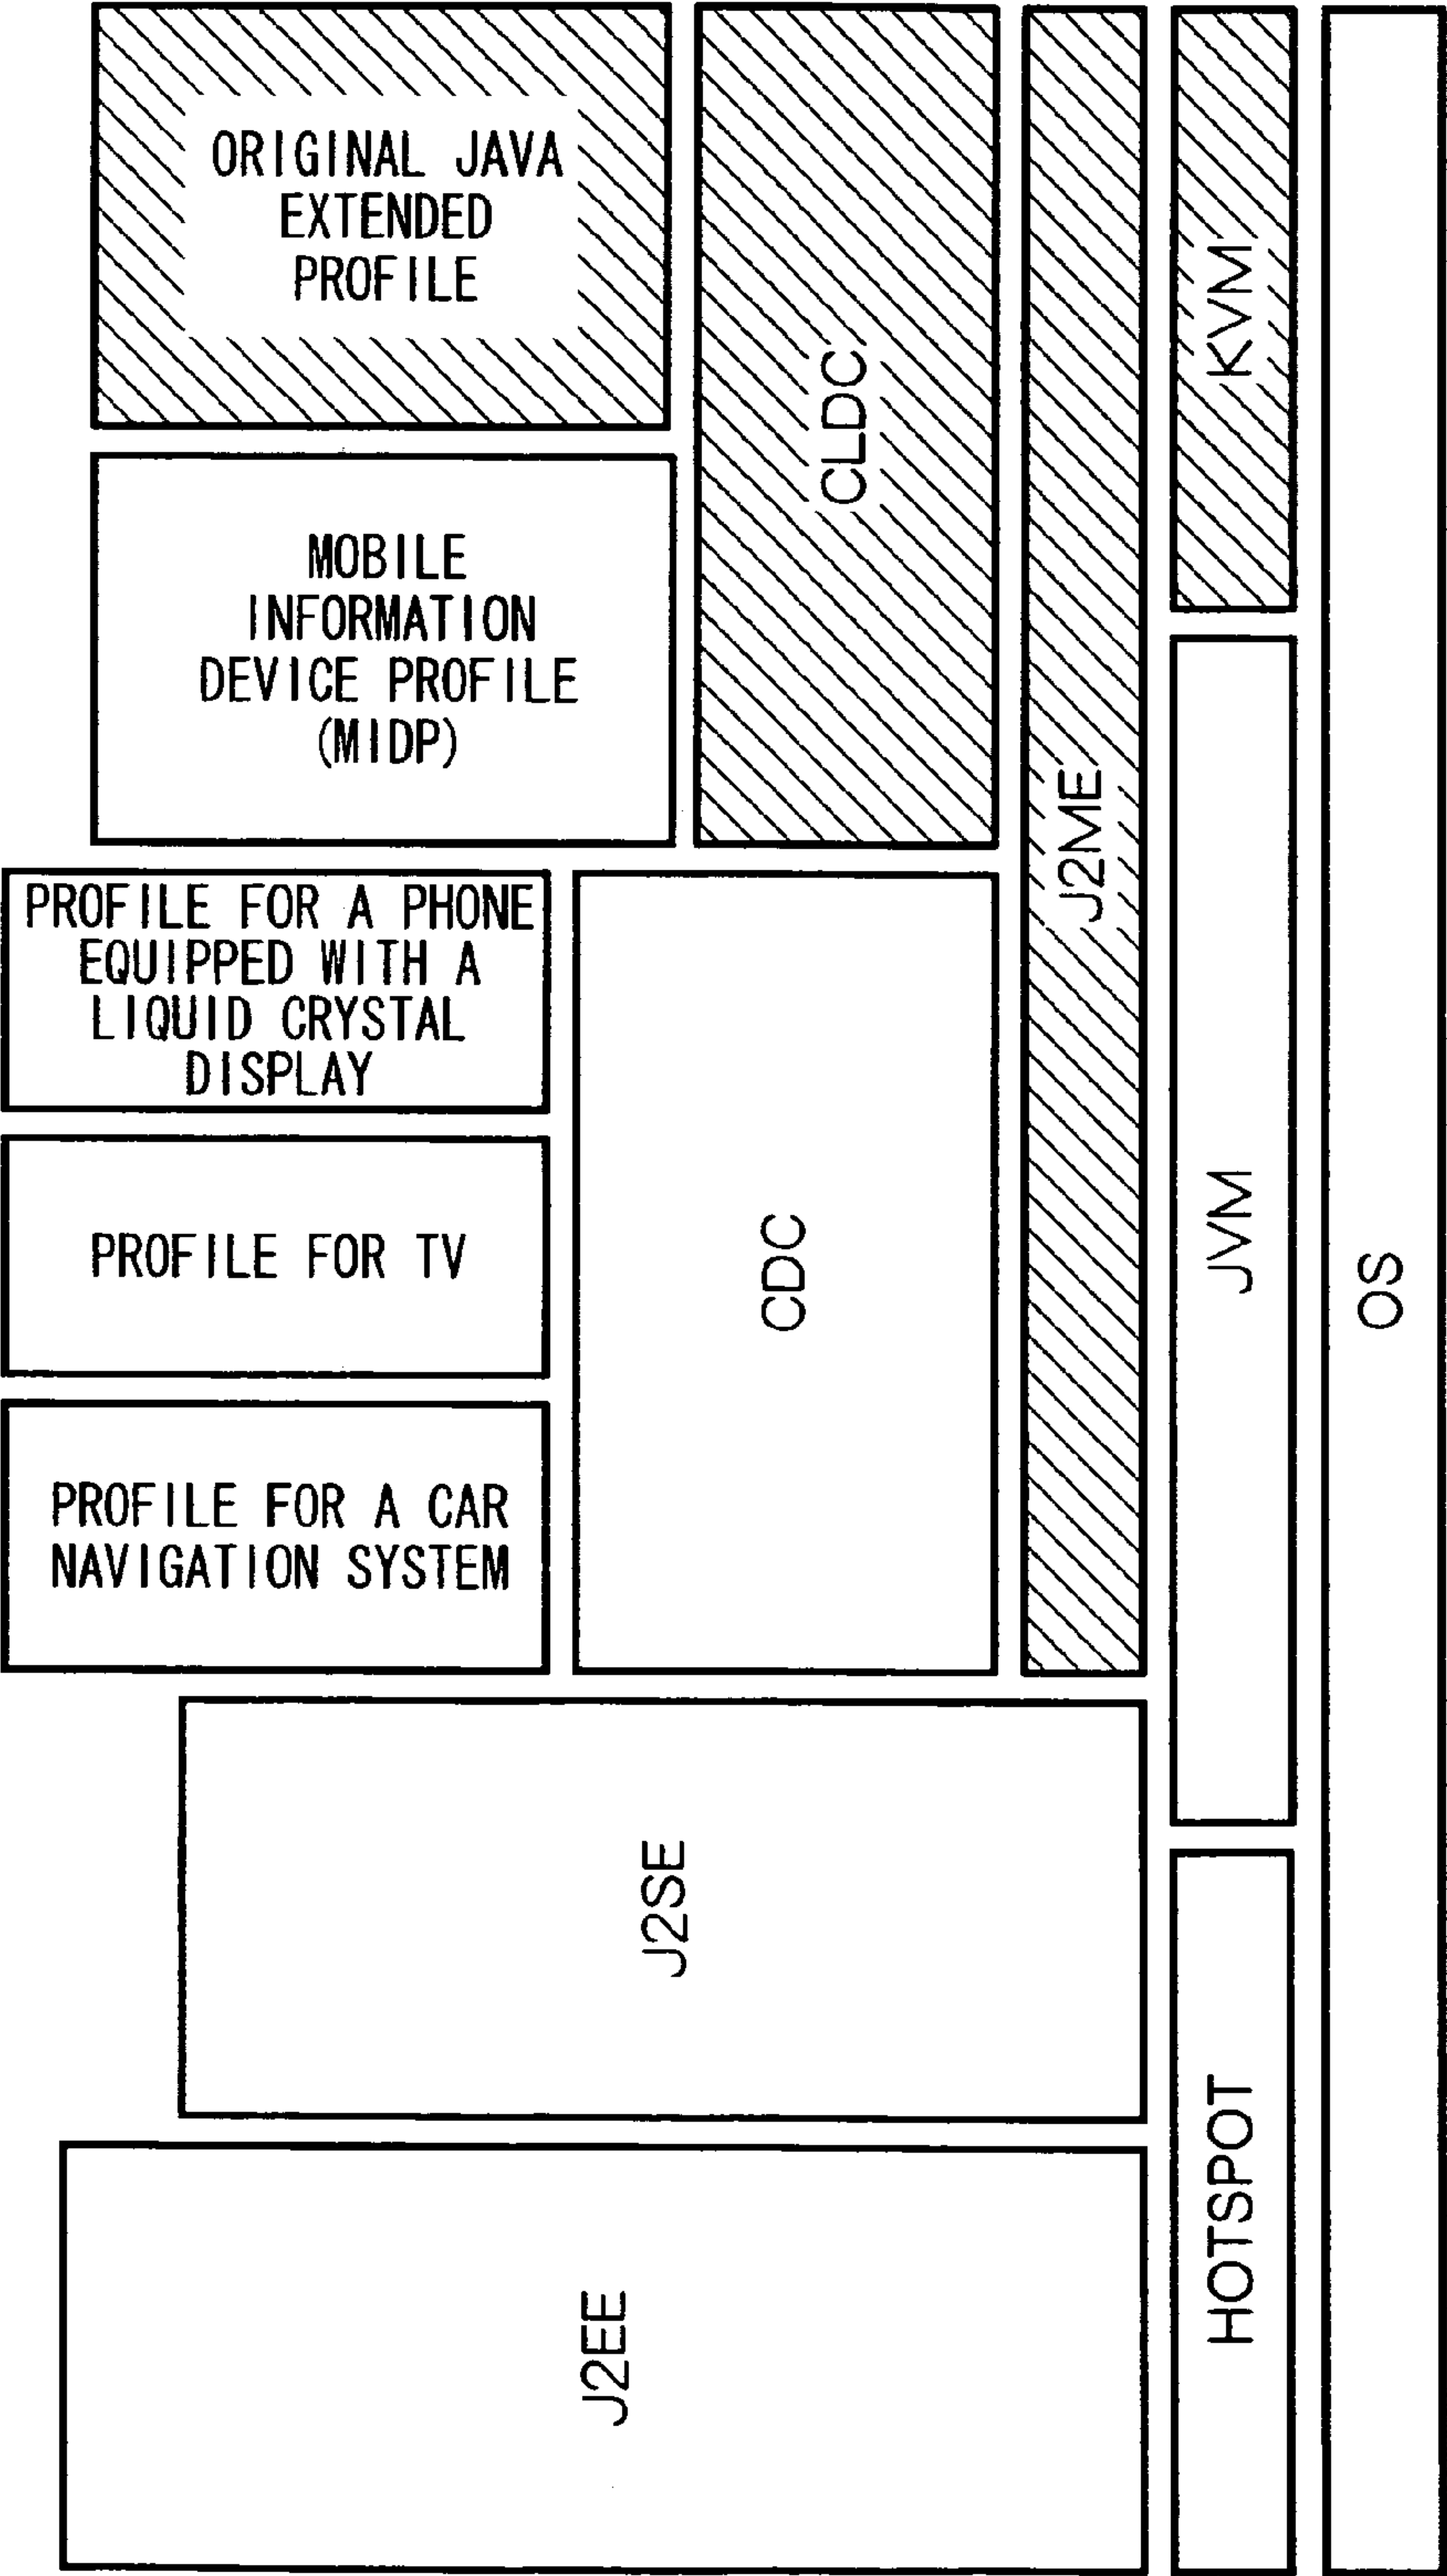 ORIGINAL JAVA
EXTENDED
PROFILE
MOBILE
INFORMATION
DEVICE PROFILE
(MIDP)
CLDC
KVM
J2ME
PROFILE FOR A PHONE
EQUIPPED WITH A
LIQUID CRYSTAL
DISPLAY
PROFILE FOR TV
PROFILE FOR A CAR
NAVIGATION SYSTEM
CDC
JVM
OS
J2SE
J2EE
HOTSPOT